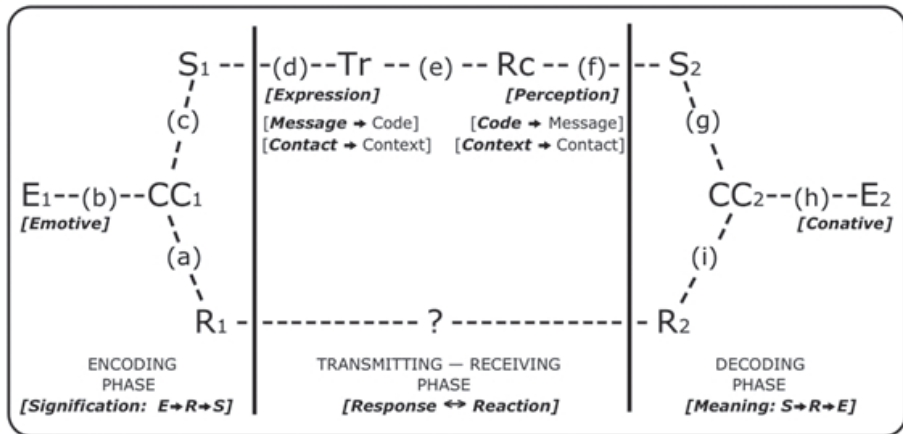 S1 -- (d) -- Tr -- (e) -- Rc -- (f) -- S2
[Expression] [Perception]
[Message → Code] [Code → Message]
[Contact → Context] [Context → Contact]
(c) (g)
E1 -- (b) -- CC1 CC2 -- (h) -- E2
[Emotive] [Conative]
(a) (i)
R1 ? R2
ENCODING TRANSMITTING — RECEIVING DECODING
PHASE PHASE PHASE
[Signification: E→R→S] [Response ↔ Reaction] [Meaning: S→R→E]